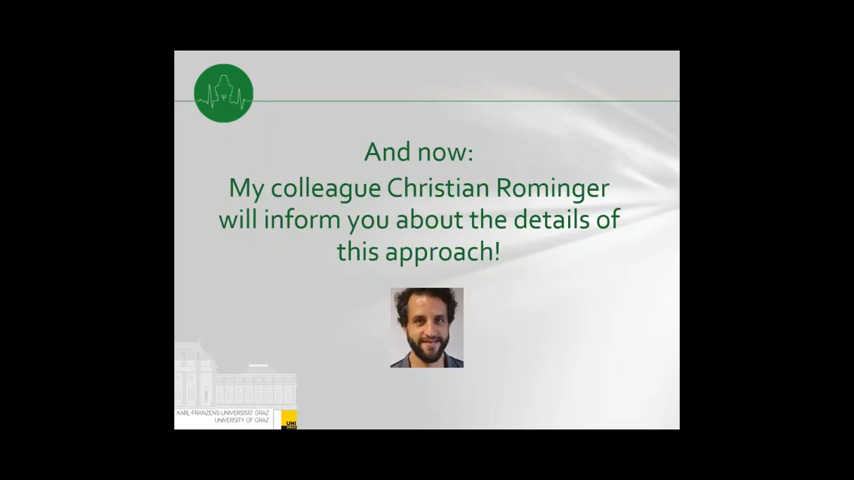 And now:
My colleague Christian Rominger
will inform you about the details of
this approach!
KARL-FRANZENS-UNIVERSITÄT GRAZ
UNIVERSITY OF GRAZ
UNI